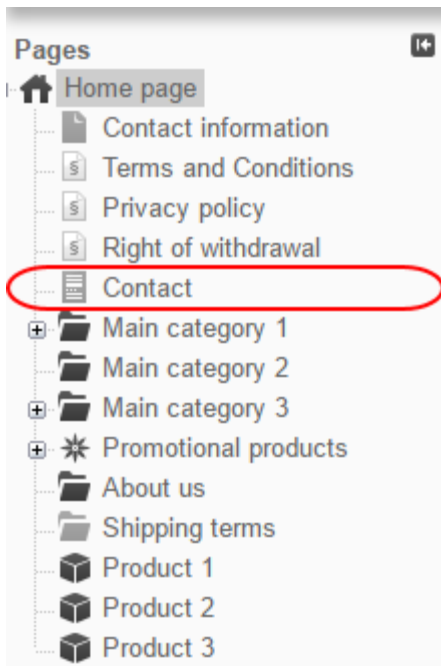 Pages
Home page
Contact information
§ Terms and Conditions
§ Privacy policy
§ Right of withdrawal
Contact
Main category 1
Main category 2
Main category 3
Promotional products
About us
Shipping terms
Product 1
Product 2
Product 3